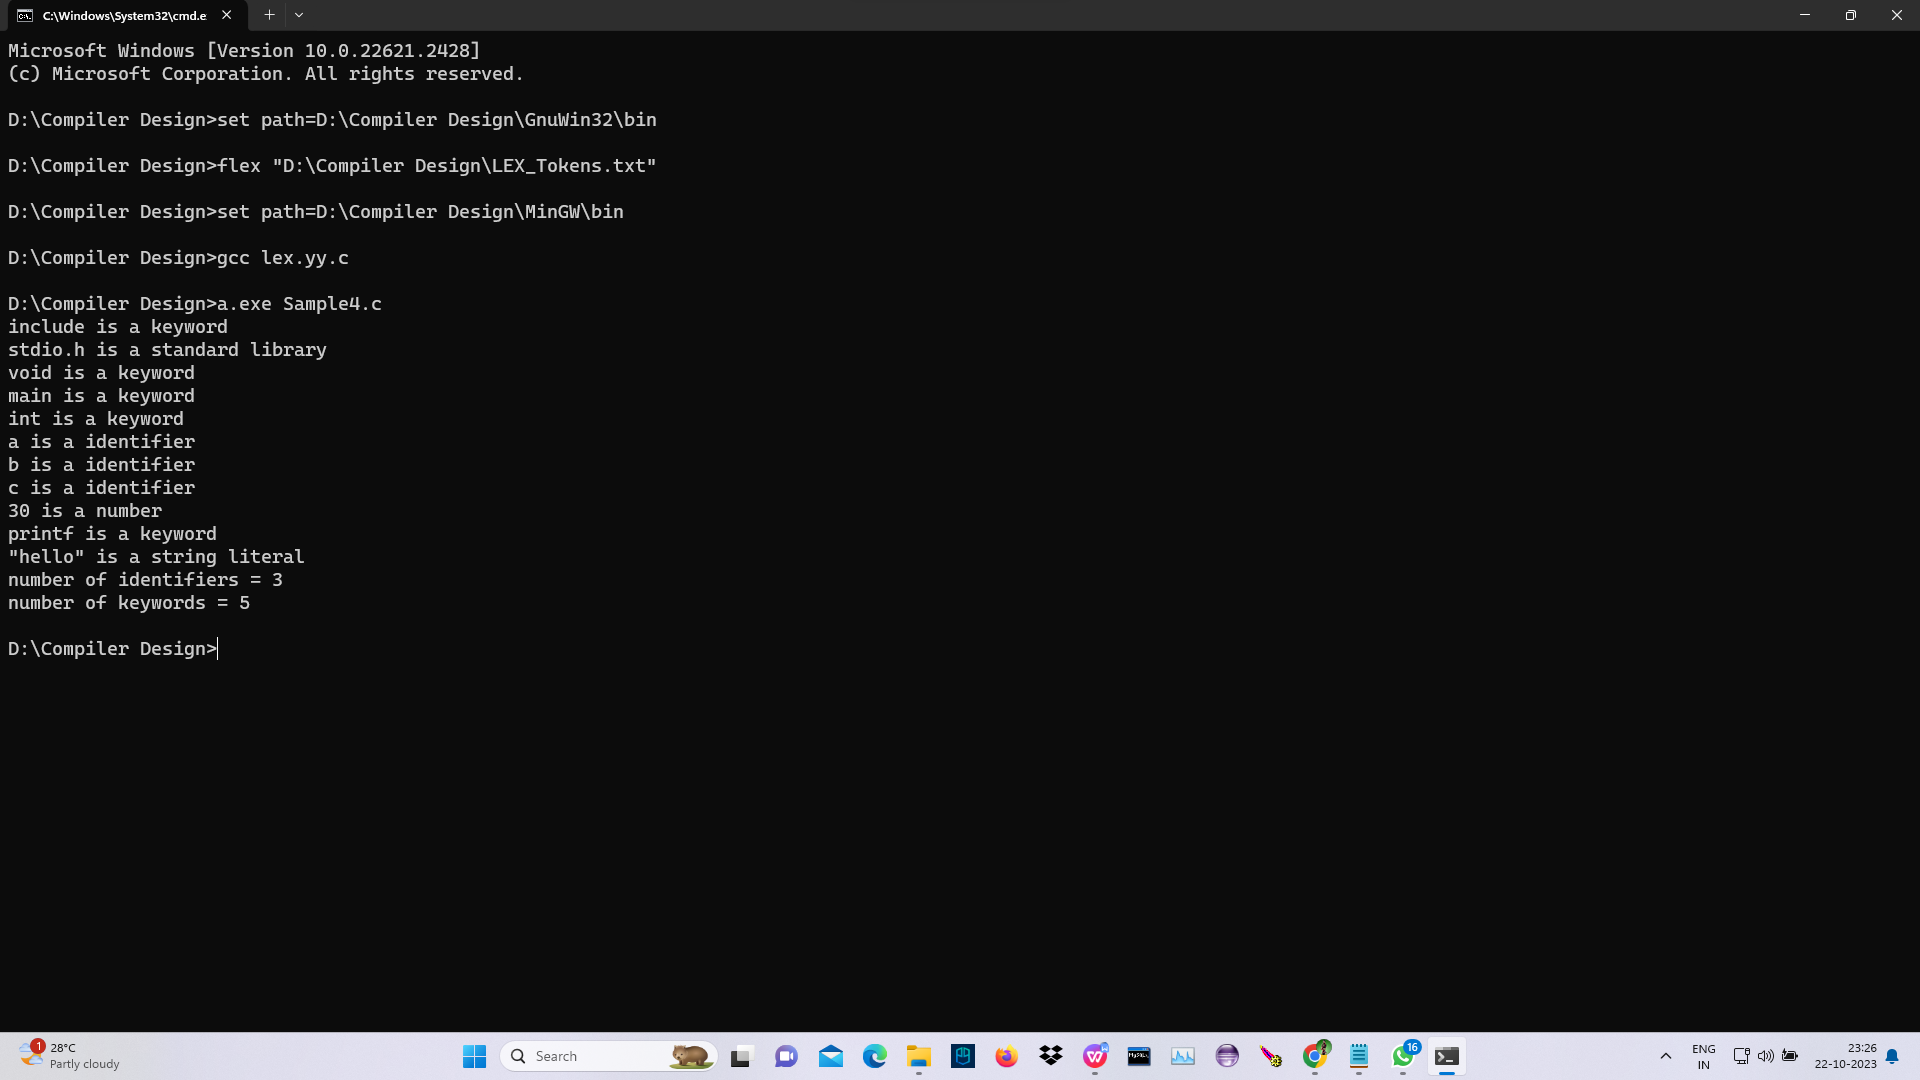 C:\Windows\System32\cmd.e
Microsoft Windows [Version 10.0.22621.2428]
(c) Microsoft Corporation. All rights reserved.
D:\Compiler Design>set path=D:\Compiler Design\GnuWin32\bin
D:\Compiler Design>flex "D:\Compiler Design\LEX_Tokens.txt"
D:\Compiler Design>set path=D:\Compiler Design\MinGW\bin
D:\Compiler Design>gcc lex.yy.c
D:\Compiler Design>a.exe Sample4.c
include is a keyword
stdio.h is a standard library
void is a keyword
main is a keyword
int is a keyword
a is a identifier
b is a identifier
c is a identifier
30 is a number
printf is a keyword
"hello" is a string literal
number of identifiers = 3
number of keywords = 5
D:\Compiler Design>
1
28°C
Partly cloudy
Search
MySQL
16
ENG
IN
23:26
22-10-2023